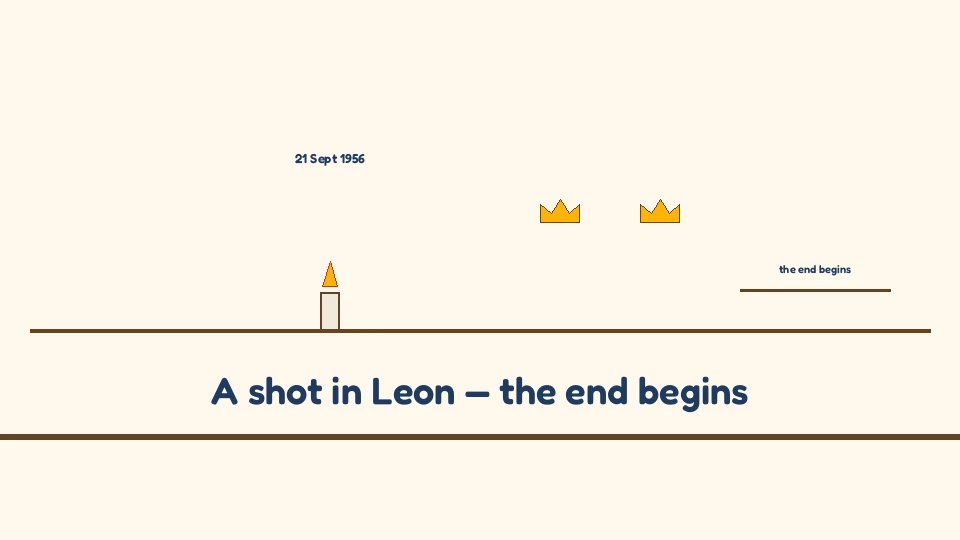 21 Sept 1956
the end begins
A shot in Leon — the end begins